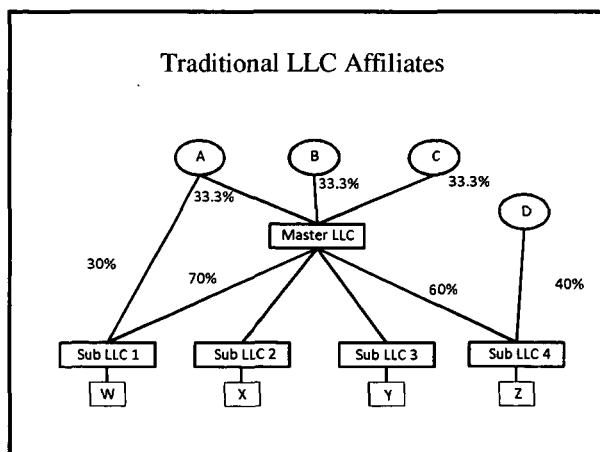 Traditional LLC Affiliates
A
B
C
33.3%
33.3%
33.3%
D
Master LLC
30%
70%
60%
40%
Sub LLC 1
Sub LLC 2
Sub LLC 3
Sub LLC 4
W
X
Y
Z